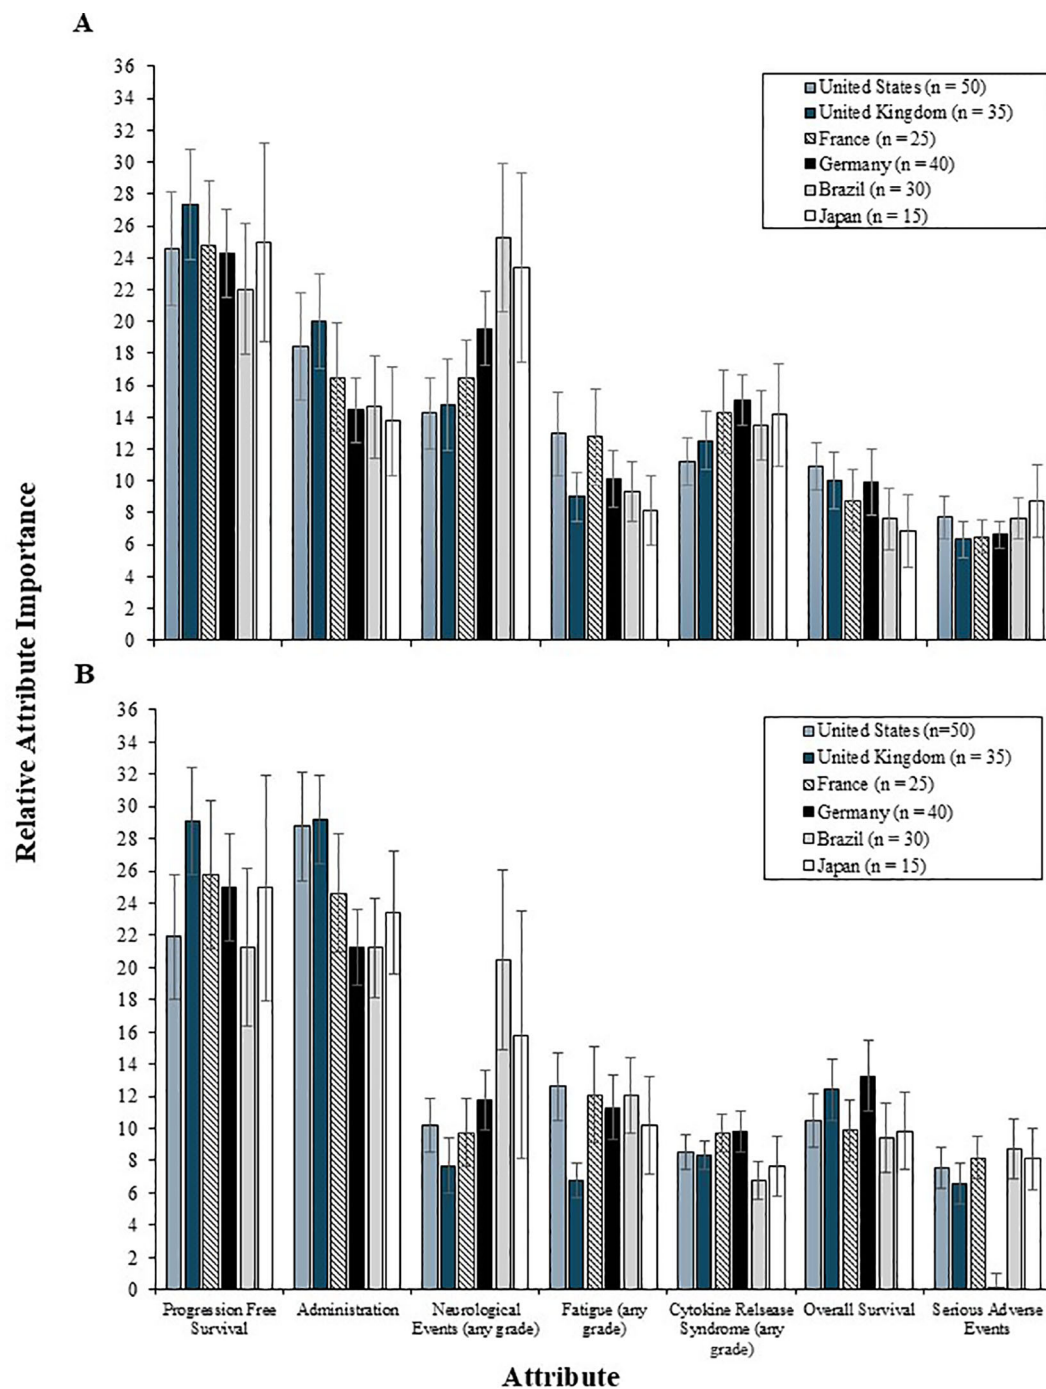 A
36
34
32
30
28
26
24
22
20
18
16
14
12
10
8
6
4
2
0
United States (n = 50)
United Kingdom (n = 35)
France (n = 25)
Germany (n = 40)
Brazil (n = 30)
Japan (n = 15)
Relative Attribute Importance
B
36
34
32
30
28
26
24
22
20
18
16
14
12
10
8
6
4
2
0
United States (n=50)
United Kingdom (n = 35)
France (n = 25)
Germany (n = 40)
Brazil (n = 30)
Japan (n = 15)
Progression Free
Survival
Administration
Neurological
Events (any grade)
Fatigue (any
grade)
Cytokine Relsease
Syndrome (any
grade)
Overall Survival
Serious Adverse
Events
Attribute